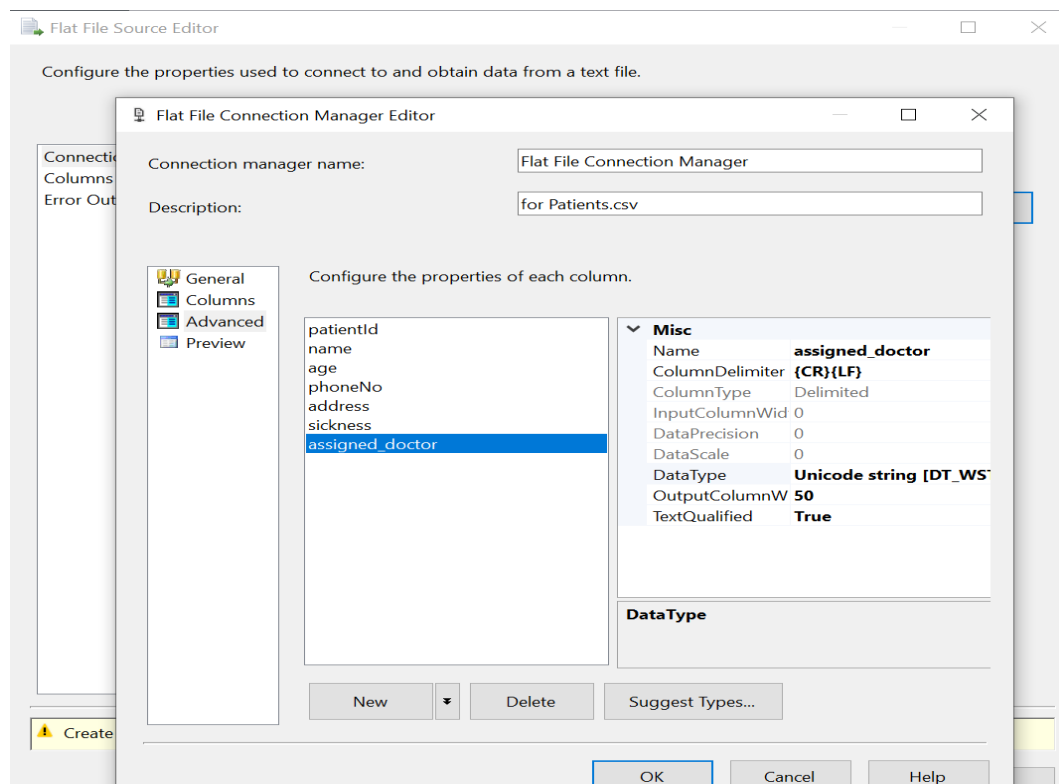 Flat File Source Editor
Configure the properties used to connect to and obtain data from a text file.
Flat File Connection Manager Editor
Connectio
Columns
Error Out
Connection manager name:
Flat File Connection Manager
Description:
for Patients.csv
General
Columns
Advanced
Preview
Configure the properties of each column.
patientId
name
age
phoneNo
address
sickness
assigned_doctor
Misc
Name assigned_doctor
ColumnDelimiter {CR}{LF}
ColumnType Delimited
InputColumnWid 0
DataPrecision 0
DataScale 0
DataType Unicode string [DT_WST
OutputColumnW 50
TextQualified True
DataType
New
Delete
Suggest Types...
Create
OK
Cancel
Help